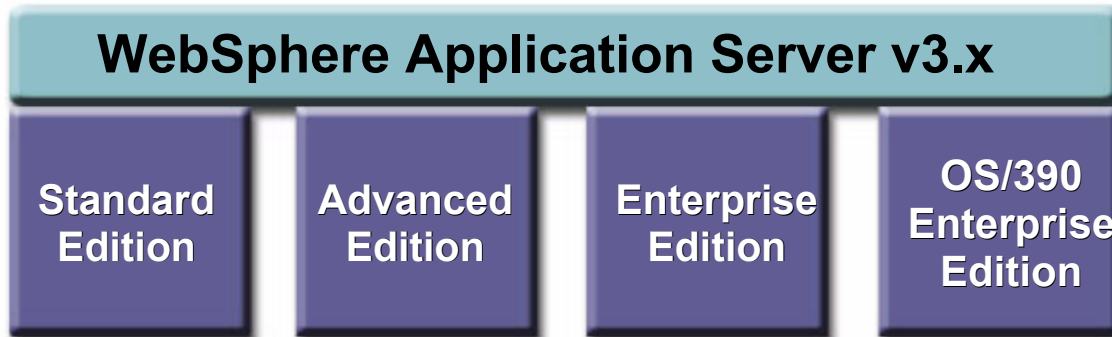 WebSphere Application Server v3.x
Standard
Edition
Advanced
Edition
Enterprise
Edition
OS/390
Enterprise
Edition